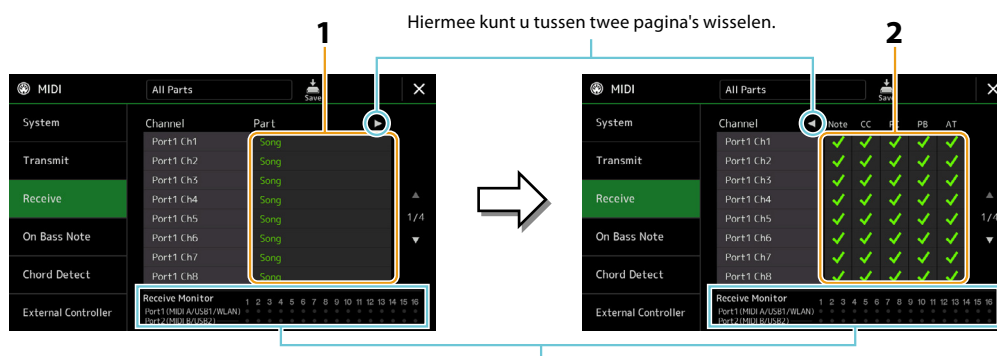 Hiermee kunt u tussen twee pagina's wisselen.
1
2
MIDI
All Parts
Save
×
System
Transmit
Receive
On Bass Note
Chord Detect
External Controller
Channel Part
Port1 Ch1 Song
Port1 Ch2 Song
Port1 Ch3 Song
Port1 Ch4 Song
Port1 Ch5 Song
Port1 Ch6 Song
Port1 Ch7 Song
Port1 Ch8 Song
1/4
Receive Monitor 1 2 3 4 5 6 7 8 9 10 11 12 13 14 15 16
Port1(MIDI A/USB1/WLAN)
Port2(MIDI B/USB2)
MIDI
All Parts
Save
×
System
Transmit
Receive
On Bass Note
Chord Detect
External Controller
Channel Note CC PC PB AT
Port1 Ch1
Port1 Ch2
Port1 Ch3
Port1 Ch4
Port1 Ch5
Port1 Ch6
Port1 Ch7
Port1 Ch8
1/4
Receive Monitor 1 2 3 4 5 6 7 8 9 10 11 12 13 14 15 16
Port1(MIDI A/USB1/WLAN)
Port2(MIDI B/USB2)